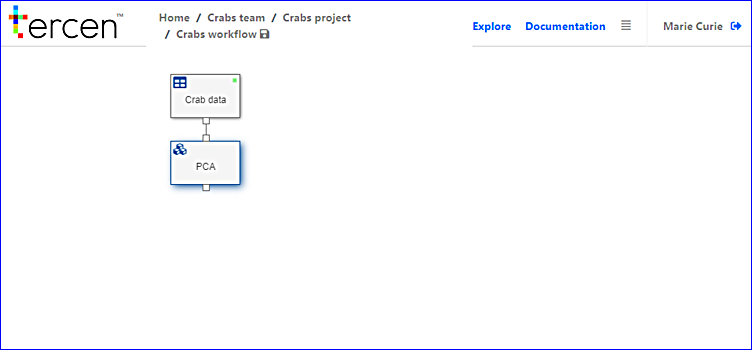 tercen™
Home / Crabs team / Crabs project
/ Crabs workflow
Explore Documentation Marie Curie
Crab data
PCA